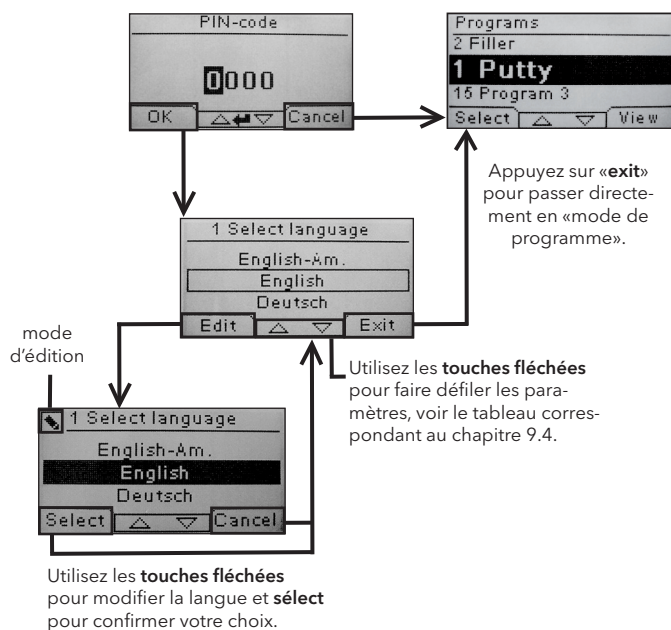 PIN-code
0000
OK
Cancel
Programs
2 Filler
1 Putty
15 Program 3
Select
View
Appuyez sur «exit»
pour passer directe-
ment en «mode de
programme».
1 Select language
English-Am.
English
Deutsch
Edit
Exit
mode
d'édition
Utilisez les touches fléchées
pour faire défiler les para-
mètres, voir le tableau corres-
pondant au chapitre 9.4.
1 Select language
English-Am.
English
Deutsch
Select
Cancel
Utilisez les touches fléchées
pour modifier la langue et sélect
pour confirmer votre choix.